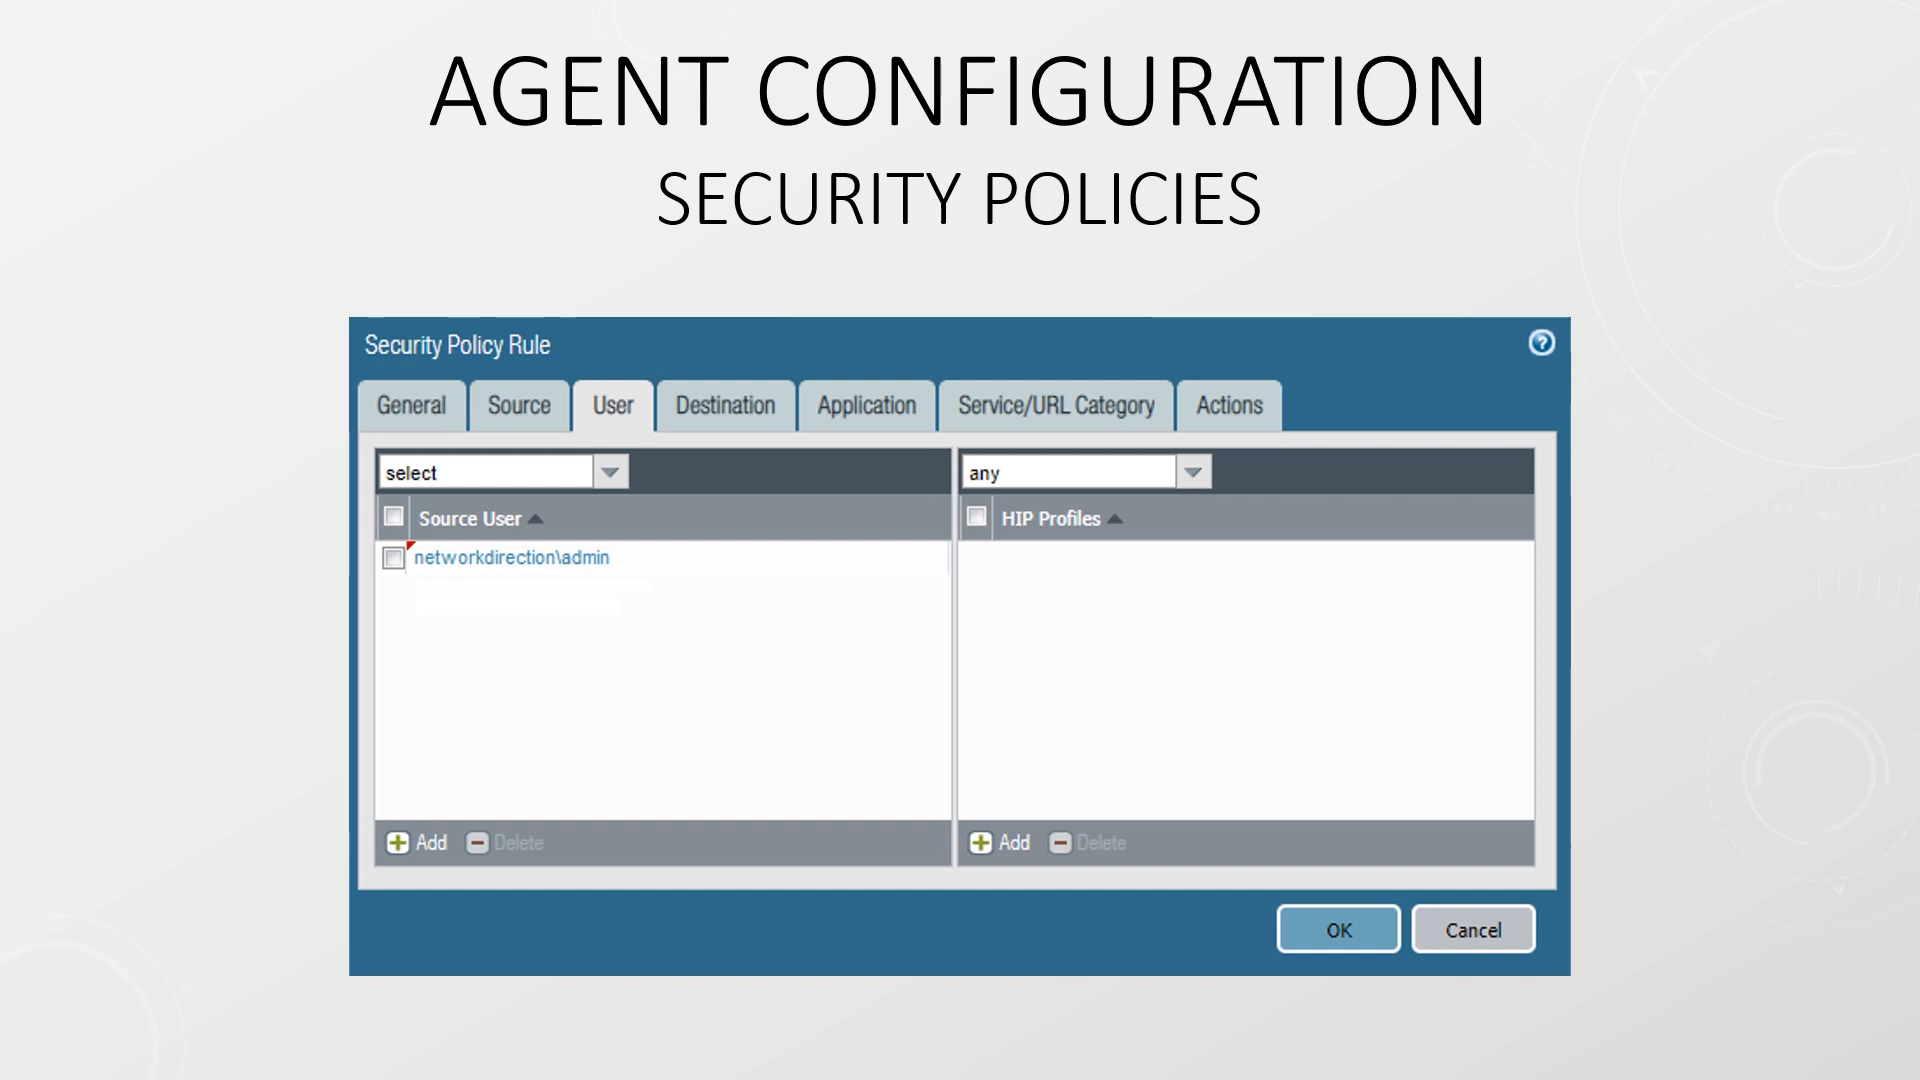 AGENT CONFIGURATION
SECURITY POLICIES
Security Policy Rule
General Source User Destination Application Service/URL Category Actions
select any
Source User HIP Profiles
networkdirection\admin
Add Delete Add Delete
OK Cancel